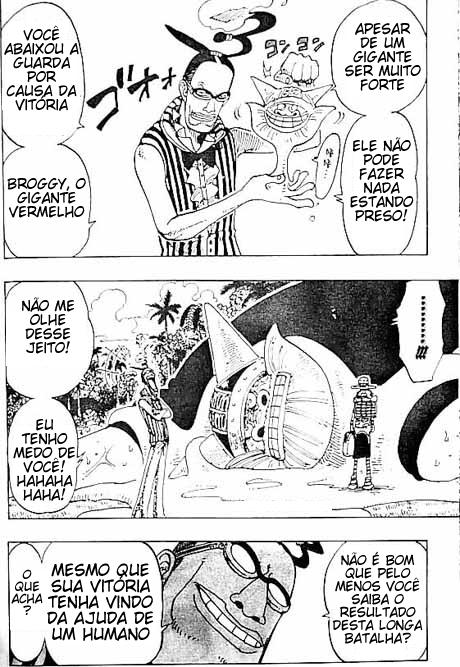 APESAR
DE UM
GIGANTE
SER MUITO
FORTE
ELE NÃO
PODE
FAZER
NADA
ESTANDO
PRESO!
ゴオオ
VOCÊ
ABAIXOU A
GUARDA
POR
CAUSA DA
VITÓRIA
BROGGY, O
GIGANTE
VERMELHO
!!!
NÃO ME
OLHE
DESSE
JEITO!
EU
TENHO
MEDO DE
VOCÊ!
HAHAHA
HAHA!
NÃO É BOM
QUE PELO
MENOS VOCÊ
SAIBA O
RESULTADO
DESTA LONGA
BATALHA?
MESMO QUE
SUA VITÓRIA
TENHA VINDO
DA AJUDA DE
UM HUMANO
O
QUE
ACHA?